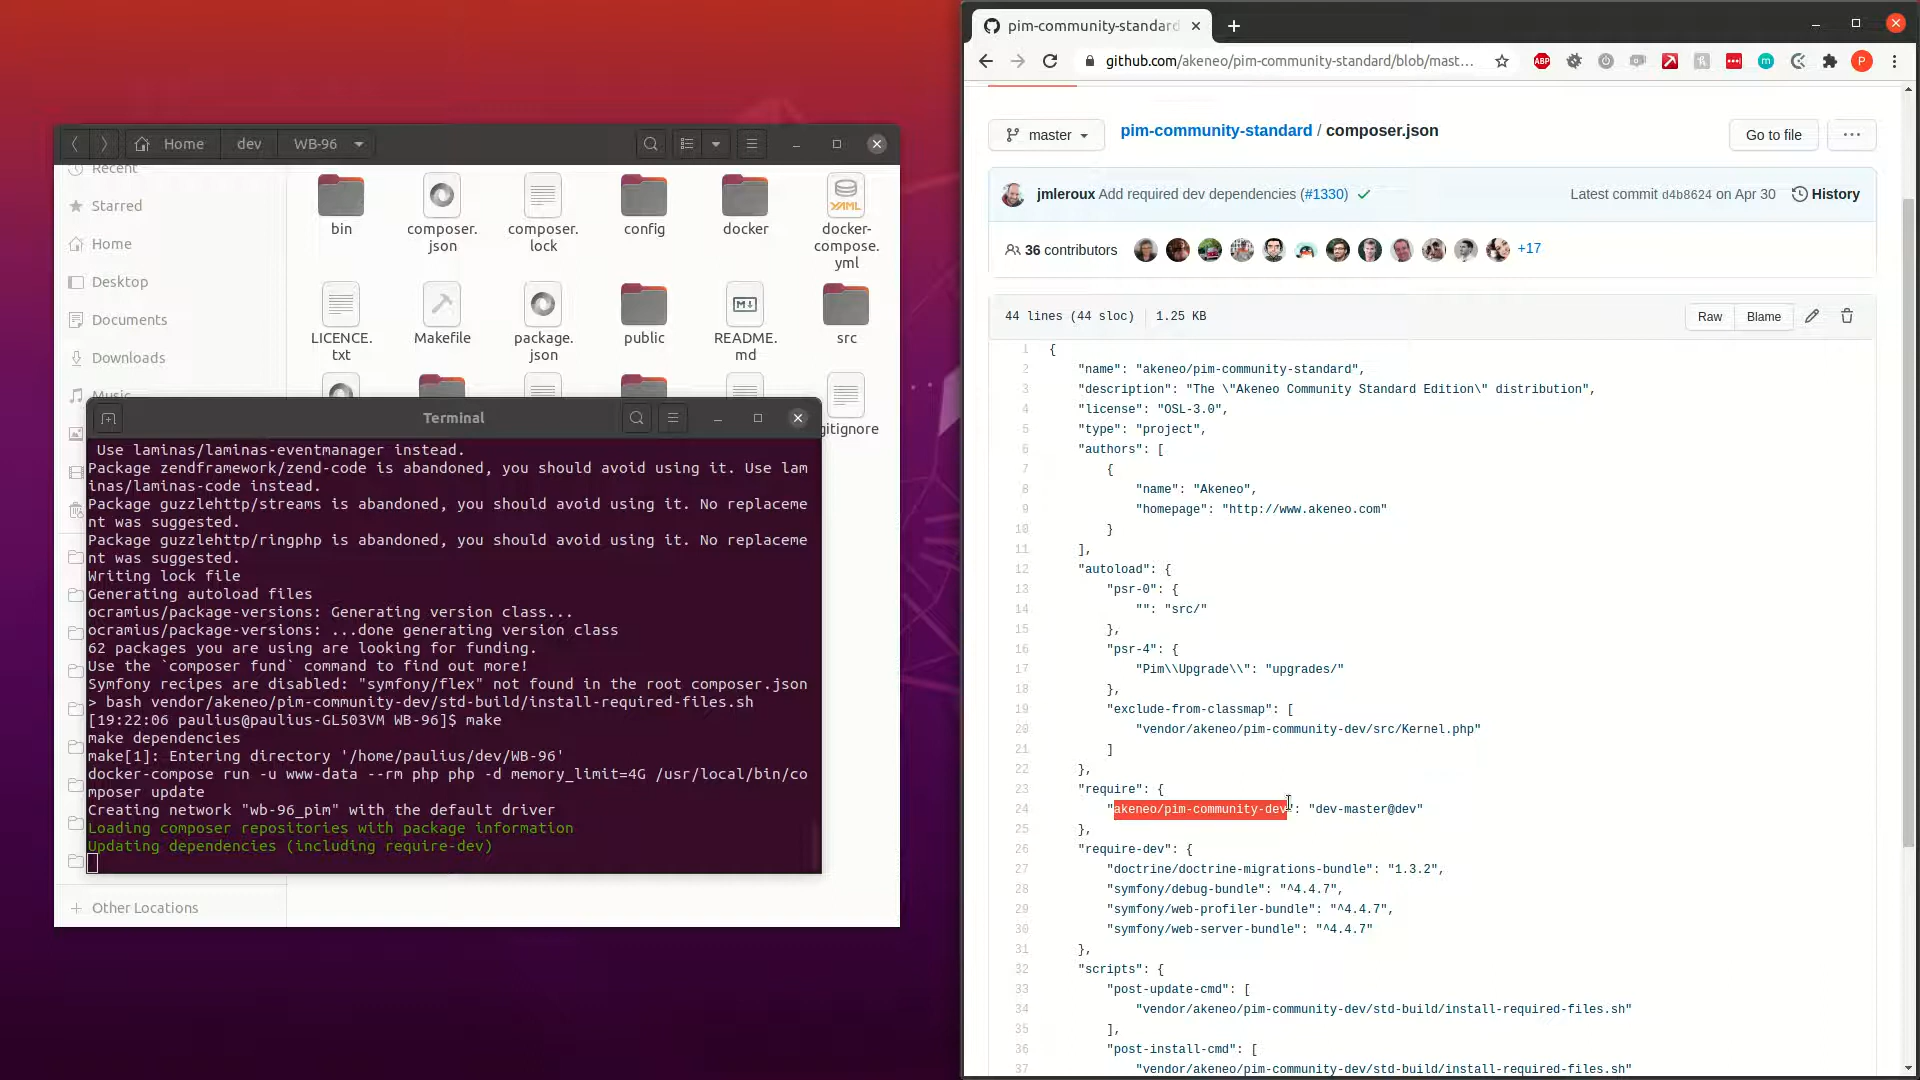 Home
dev
WB-96
Recent
Starred
Home
Desktop
Documents
Downloads
Music
Other Locations
bin
composer.
json
composer.
lock
config
docker
docker-
compose.
yml
LICENCE.
txt
Makefile
package.
json
public
README.
md
src
gitignore
Terminal
Use laminas/laminas-eventmanager instead.
Package zendframework/zend-code is abandoned, you should avoid using it. Use lam
inas/laminas-code instead.
Package guzzlehttp/streams is abandoned, you should avoid using it. No replaceme
nt was suggested.
Package guzzlehttp/ringphp is abandoned, you should avoid using it. No replaceme
nt was suggested.
Writing lock file
Generating autoload files
ocramius/package-versions: Generating version class...
ocramius/package-versions: ...done generating version class
62 packages you are using are looking for funding.
Use the `composer fund` command to find out more!
Symfony recipes are disabled: "symfony/flex" not found in the root composer.json
> bash vendor/akeneo/pim-community-dev/std-build/install-required-files.sh
[19:22:06 paulius@paulius-GL503VM WB-96]$ make
make dependencies
make[1]: Entering directory '/home/paulius/dev/WB-96'
docker-compose run -u www-data --rm php php -d memory_limit=4G /usr/local/bin/co
mposer update
Creating network "wb-96_pim" with the default driver
Loading composer repositories with package information
Updating dependencies (including require-dev)
pim-community-standard
github.com/akeneo/pim-community-standard/blob/mast...
ABP
m
P
master
pim-community-standard / composer.json
Go to file
...
jmleroux Add required dev dependencies (#1330)
Latest commit d4b8624 on Apr 30
History
36 contributors
+17
44 lines (44 sloc) 1.25 KB
Raw
Blame
1 {
2 "name": "akeneo/pim-community-standard",
3 "description": "The \"Akeneo Community Standard Edition\" distribution",
4 "license": "OSL-3.0",
5 "type": "project",
6 "authors": [
7 {
8 "name": "Akeneo",
9 "homepage": "http://www.akeneo.com"
10 }
11 ],
12 "autoload": {
13 "psr-0": {
14 "": "src/"
15 },
16 "psr-4": {
17 "Pim\\Upgrade\\": "upgrades/"
18 },
19 "exclude-from-classmap": [
20 "vendor/akeneo/pim-community-dev/src/Kernel.php"
21 ]
22 },
23 "require": {
24 "akeneo/pim-community-dev": "dev-master@dev"
25 },
26 "require-dev": {
27 "doctrine/doctrine-migrations-bundle": "1.3.2",
28 "symfony/debug-bundle": "^4.4.7",
29 "symfony/web-profiler-bundle": "^4.4.7",
30 "symfony/web-server-bundle": "^4.4.7"
31 },
32 "scripts": {
33 "post-update-cmd": [
34 "vendor/akeneo/pim-community-dev/std-build/install-required-files.sh"
35 ],
36 "post-install-cmd": [
37 "vendor/akeneo/pim-community-dev/std-build/install-required-files.sh"